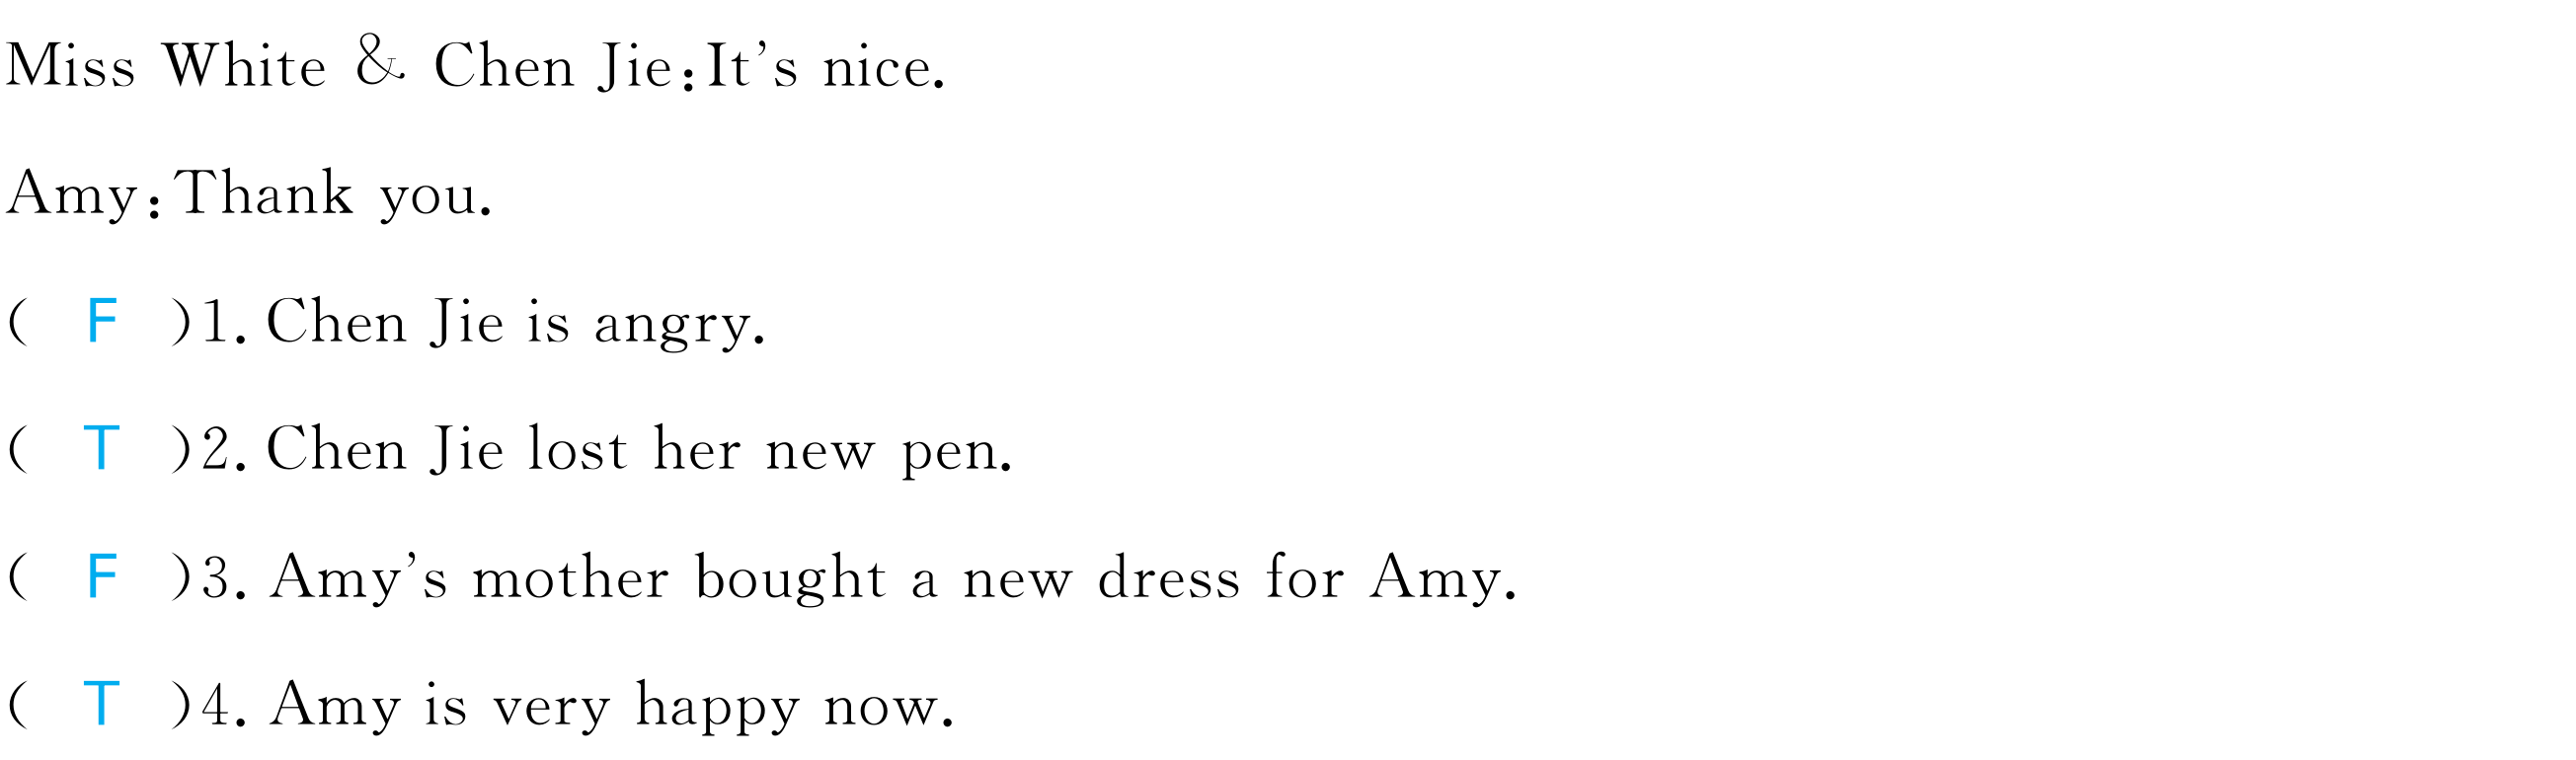 Miss White & Chen Jie:It's nice.
Amy:Thank you.
( F )1. Chen Jie is angry.
( T )2. Chen Jie lost her new pen.
( F )3. Amy's mother bought a new dress for Amy.
( T )4. Amy is very happy now.